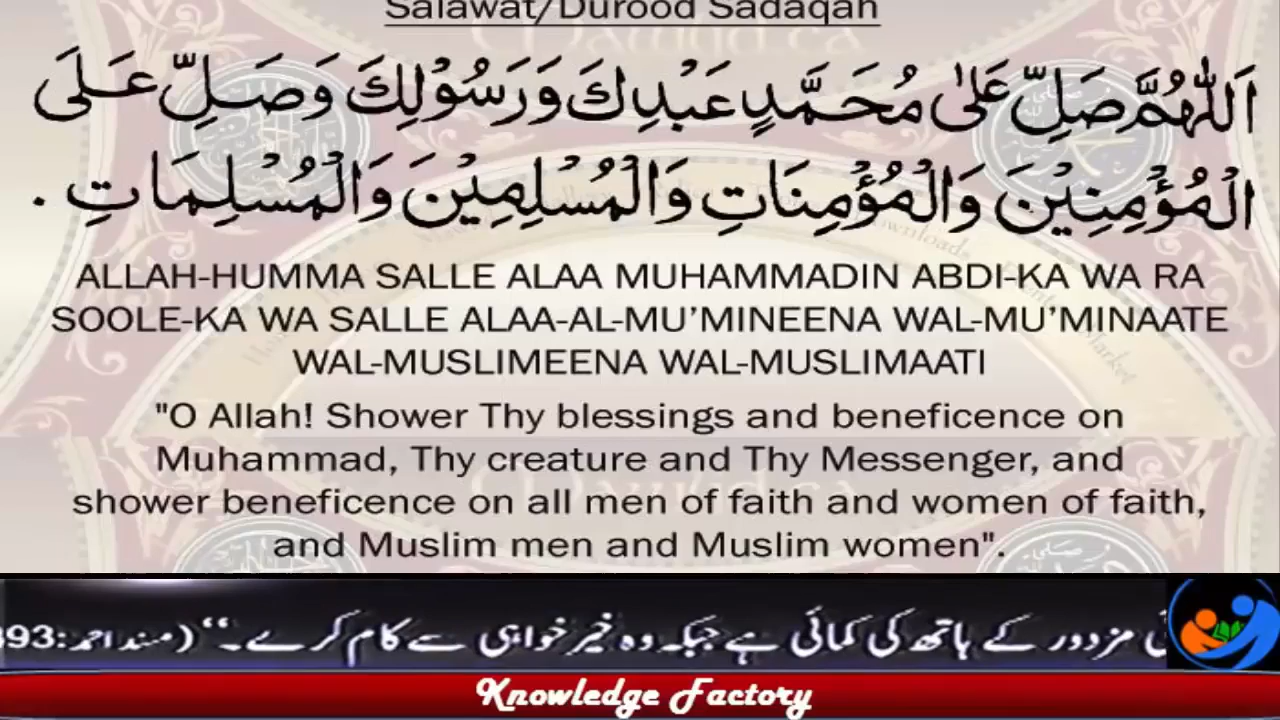 Salawat/Durood Sadaqah
اَللّٰهُمَّ صَلِّ عَلٰى مُحَمَّدٍ عَبْدِكَ وَرَسُوْلِكَ وَصَلِّ عَلَى
الْمُؤْمِنِيْنَ وَالْمُؤْمِنَاتِ وَالْمُسْلِمِيْنَ وَالْمُسْلِمَاتِ .
ALLAH-HUMMA SALLE ALAA MUHAMMADIN ABDI-KA WA RA
SOOLE-KA WA SALLE ALAA-AL-MU’MINEENA WAL-MU’MINAATE
WAL-MUSLIMEENA WAL-MUSLIMAATI
"O Allah! Shower Thy blessings and beneficence on
Muhammad, Thy creature and Thy Messenger, and
shower beneficence on all men of faith and women of faith,
and Muslim men and Muslim women".
مزدور کے ہاتھ کی کمائی ہے جبکہ وہ خیر خواہی سے کام کرے۔‘‘ (مسند احمد:393
Knowledge Factory